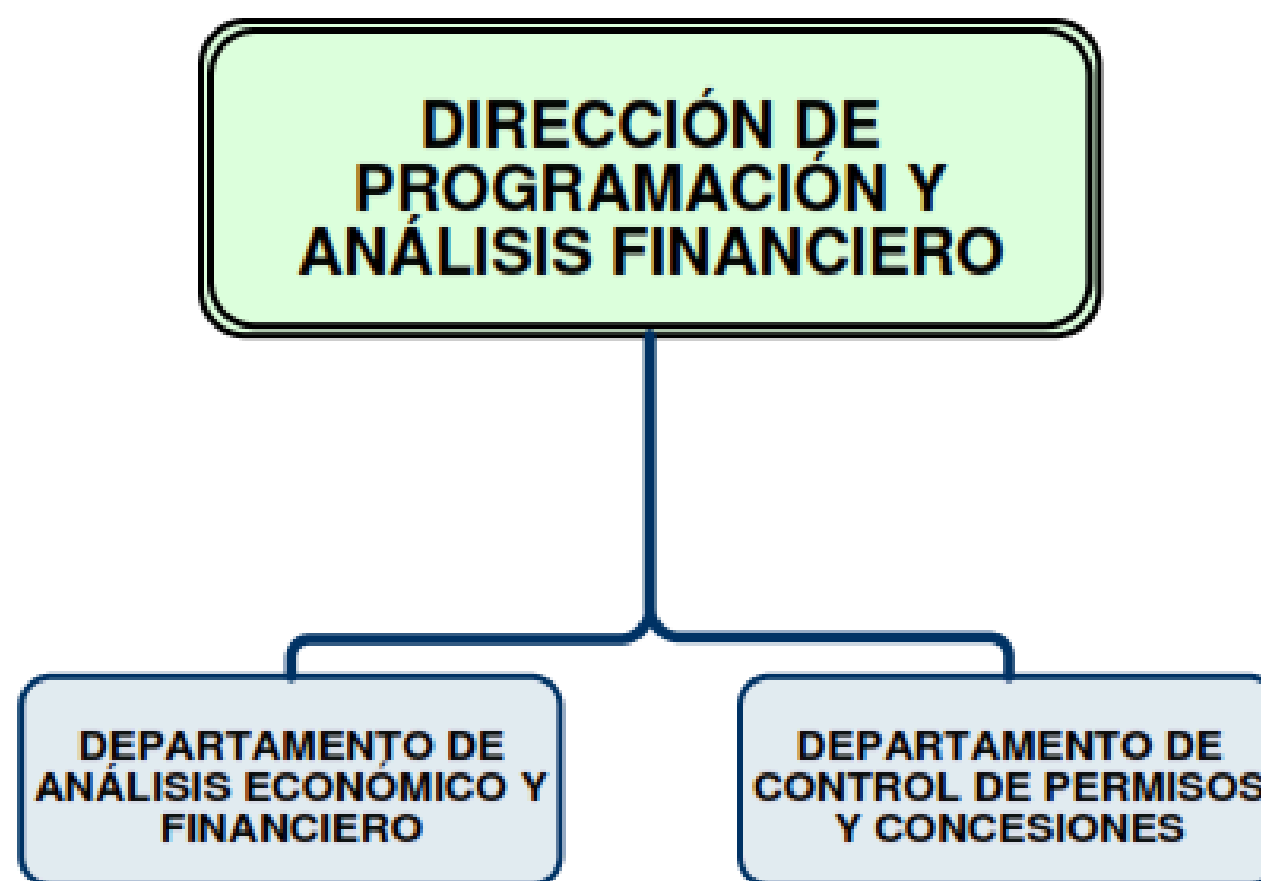 DIRECCIÓN DE
PROGRAMACIÓN Y
ANÁLISIS FINANCIERO
DEPARTAMENTO DE
ANÁLISIS ECONÓMICO Y
FINANCIERO
DEPARTAMENTO DE
CONTROL DE PERMISOS
Y CONCESIONES